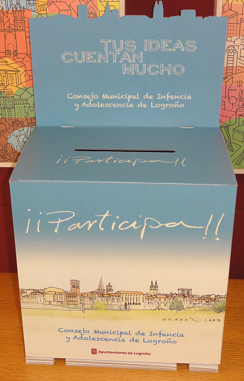 TUS IDEAS
CUENTAN
MUCHO
Consejo Municipal de Infancia
y Adolescencia de Logroño
¡¡Participa!!
¡¡Participa!!
Consejo Municipal de Infancia
y Adolescencia de Logroño
Ayuntamiento de Logroño